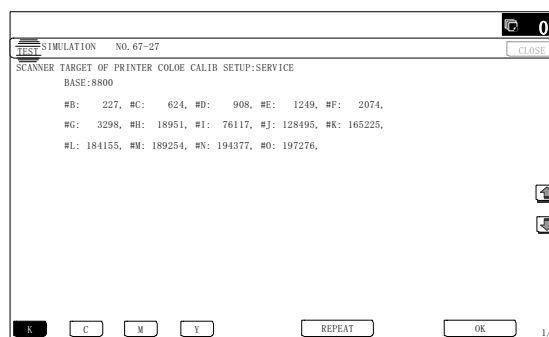 0
TEST SIMULATION NO.67-27
CLOSE
SCANNER TARGET OF PRINTER COLOE CALIB SETUP:SERVICE
BASE:8800
#B: 227, #C: 624, #D: 908, #E: 1249, #F: 2074,
#G: 3298, #H: 18951, #I: 76117, #J: 128495, #K: 165225,
#L: 184155, #M: 189254, #N: 194377, #O: 197276,
K C M Y REPEAT OK 1/